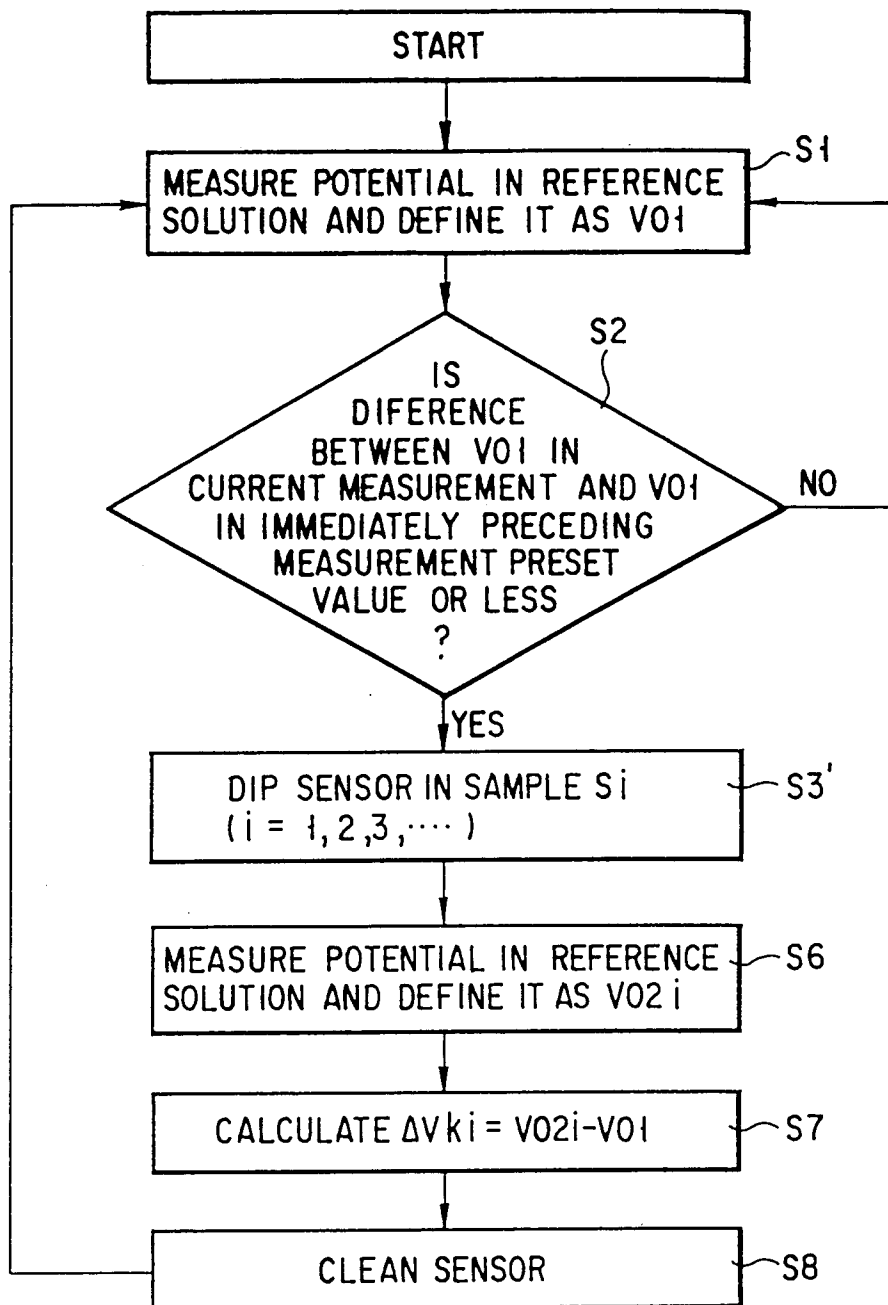 START
S1
MEASURE POTENTIAL IN REFERENCE
SOLUTION AND DEFINE IT AS V01
S2
IS
DIFERENCE
BETWEEN V01 IN
CURRENT MEASUREMENT AND V01
IN IMMEDIATELY PRECEDING
MEASUREMENT PRESET
VALUE OR LESS
?
NO
YES
DIP SENSOR IN SAMPLE Si
(i = 1, 2, 3, ····)
S3'
MEASURE POTENTIAL IN REFERENCE
SOLUTION AND DEFINE IT AS V02i
S6
CALCULATE ΔVki = V02i-V01
S7
CLEAN SENSOR
S8